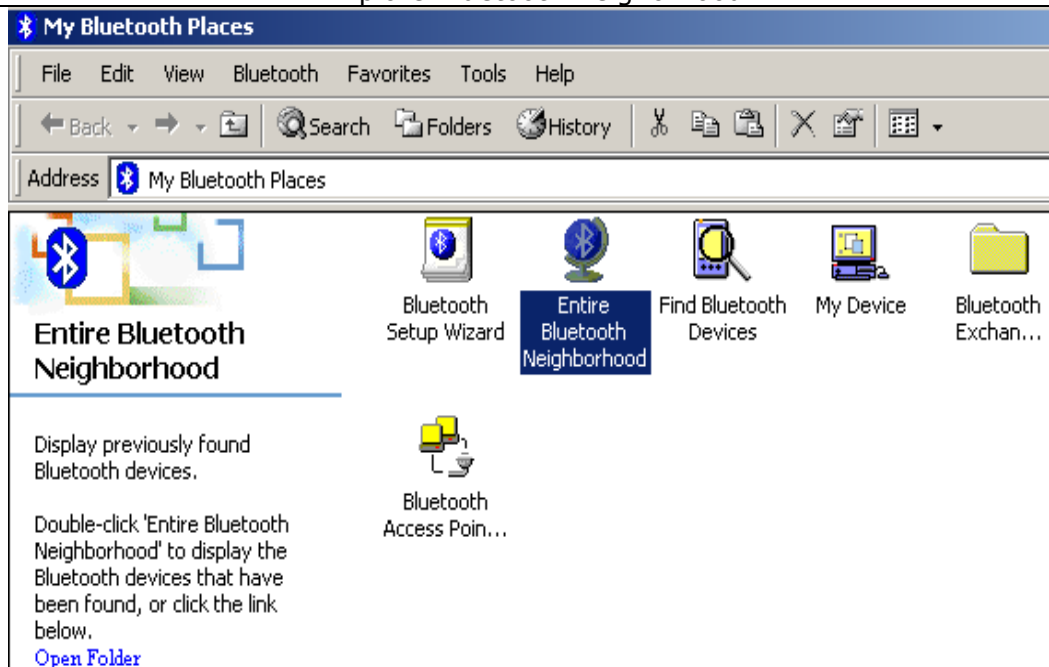 My Bluetooth Places
File Edit View Bluetooth Favorites Tools Help
Back Search Folders History
Address My Bluetooth Places
Bluetooth
Setup Wizard
Entire
Bluetooth
Neighborhood
Find Bluetooth
Devices
My Device
Bluetooth
Exchan...
Bluetooth
Access Poin...
Entire Bluetooth
Neighborhood
Display previously found
Bluetooth devices.
Double-click 'Entire Bluetooth
Neighborhood' to display the
Bluetooth devices that have
been found, or click the link
below.
Open Folder